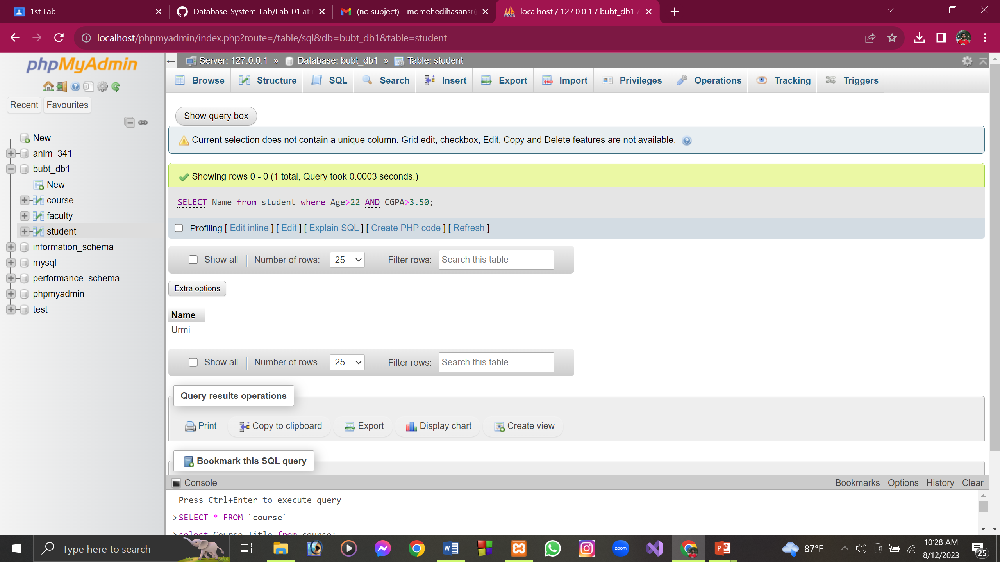 1st Lab
Database-System-Lab/Lab-01 at
(no subject) - mdmehedihasansr
localhost / 127.0.0.1 / bubt_db1 /
localhost/phpmyadmin/index.php?route=/table/sql&db=bubt_db1&table=student
phpMyAdmin
Recent Favourites
New
anim_341
bubt_db1
New
course
faculty
student
information_schema
mysql
performance_schema
phpmyadmin
test
Server: 127.0.0.1 » Database: bubt_db1 » Table: student
Browse Structure SQL Search Insert Export Import Privileges Operations Tracking Triggers
Show query box
Current selection does not contain a unique column. Grid edit, checkbox, Edit, Copy and Delete features are not available.
Showing rows 0 - 0 (1 total, Query took 0.0003 seconds.)
SELECT Name from student where Age>22 AND CGPA>3.50;
Profiling [ Edit inline ] [ Edit ] [ Explain SQL ] [ Create PHP code ] [ Refresh ]
Show all Number of rows: 25 Filter rows: Search this table
Extra options
Name
Urmi
Show all Number of rows: 25 Filter rows: Search this table
Query results operations
Print Copy to clipboard Export Display chart Create view
Bookmark this SQL query
Console Bookmarks Options History Clear
Press Ctrl+Enter to execute query
>SELECT * FROM `course`
>select Course_Title from course;
Type here to search
zoom
87°F
10:28 AM
8/12/2023
25